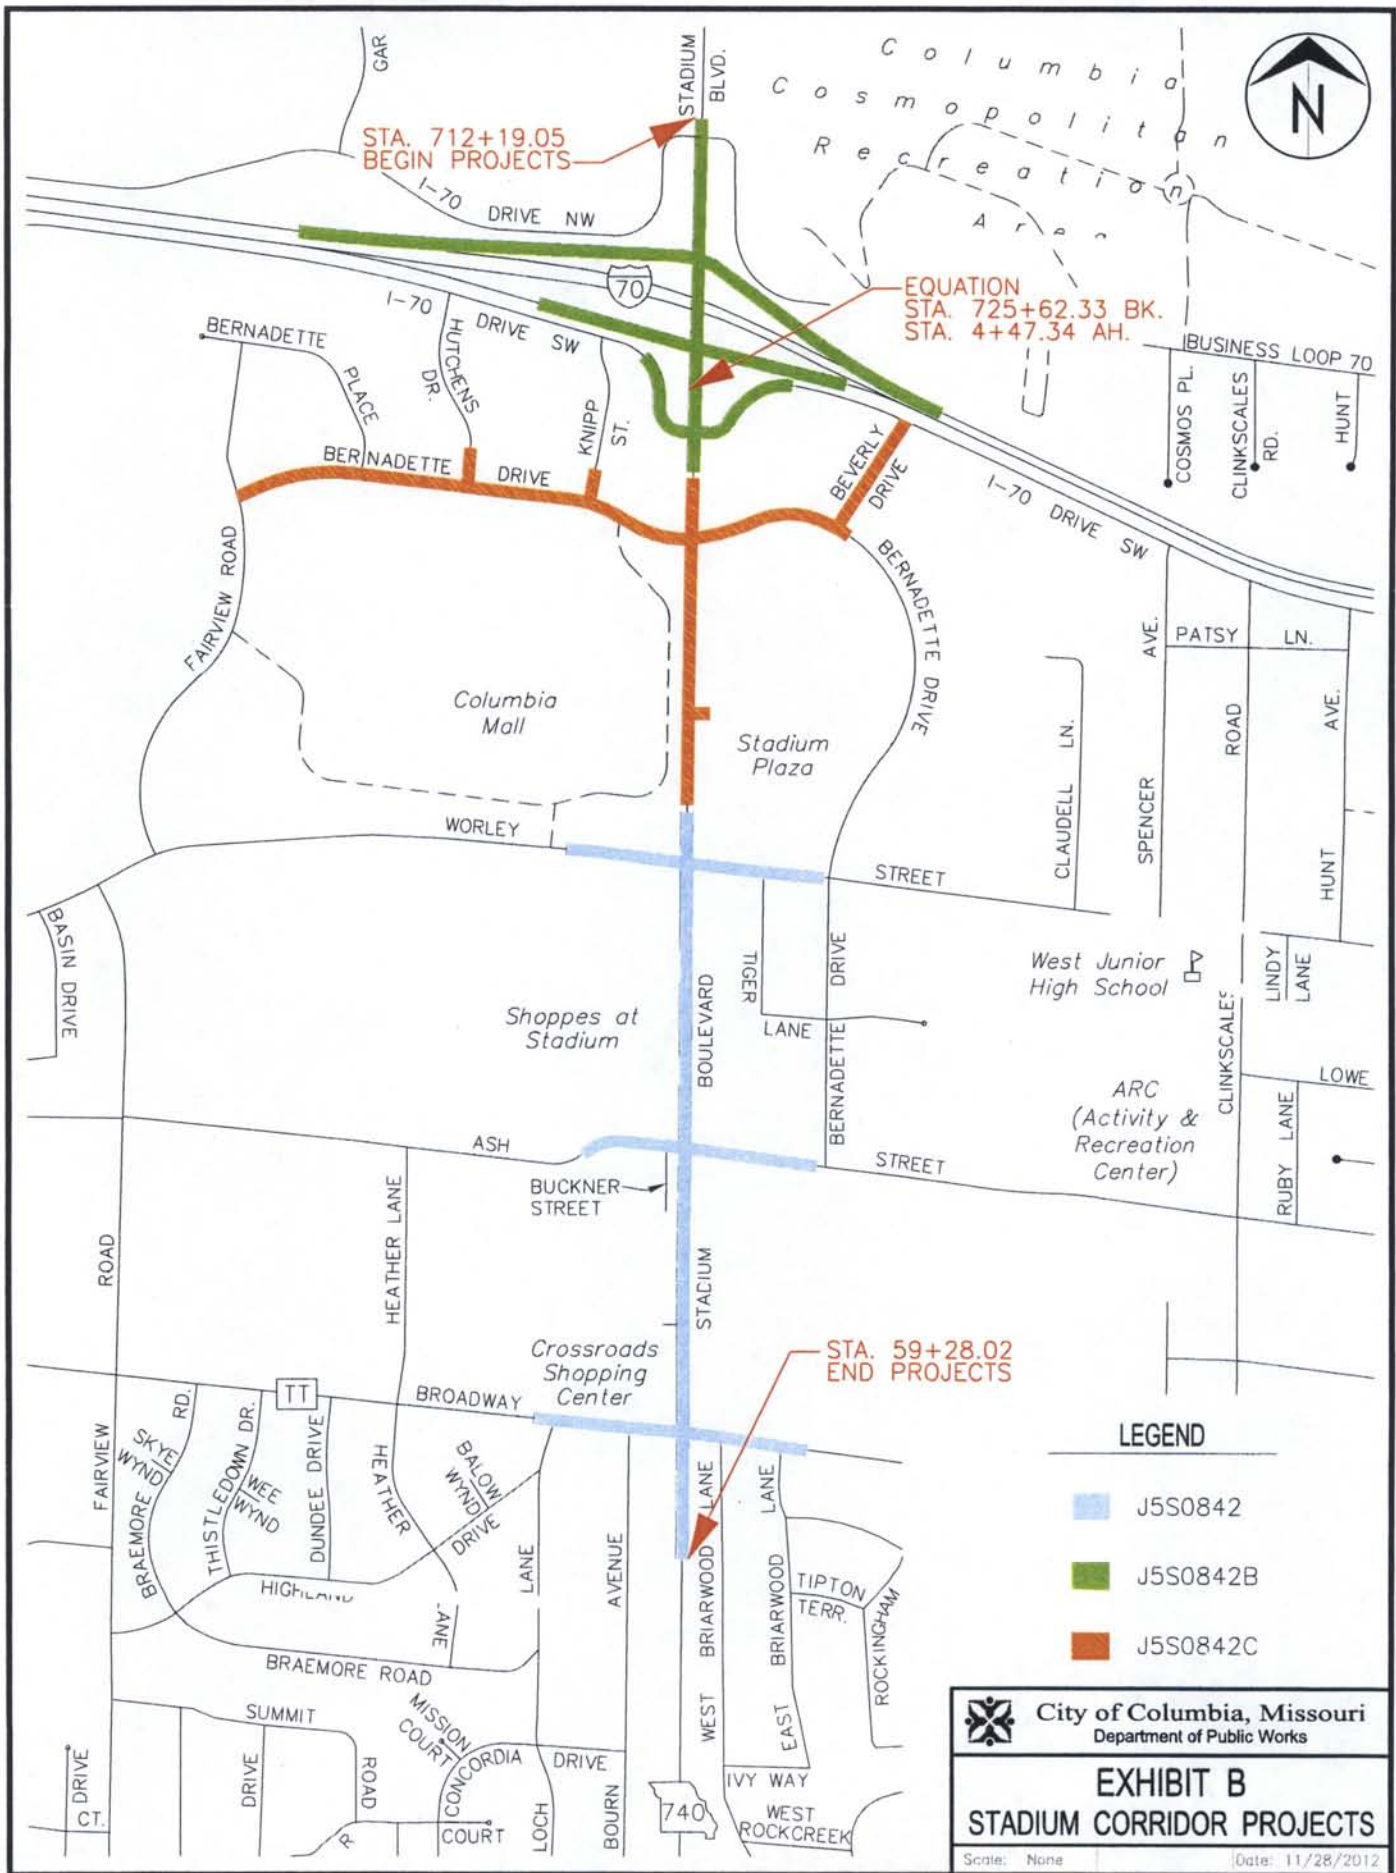 GAR
STADIUM
BLVD.
Columbia
Cosmopolitan
Recreation
Area
N
STA. 712+19.05
BEGIN PROJECTS
I-70 DRIVE NW
70
EQUATION
STA. 725+62.33 BK.
STA. 4+47.34 AH.
I-70 DRIVE SW
BERNADETTE
PLACE
HUTCHENS
DR.
KNIPP
ST.
BUSINESS LOOP 70
COSMOS PL.
CLINKSCALES
RD.
HUNT
BERNADETTE DRIVE
BEVERLY
DRIVE
I-70 DRIVE SW
FAIRVIEW ROAD
BERNADETTE DRIVE
PATSY LN.
SPENCER AVE.
ROAD
HUNT AVE.
CLAUDELL LN.
Columbia
Mall
Stadium
Plaza
WORLEY
STREET
BASIN DRIVE
TIGER
LANE
BERNADETTE DRIVE
BOULEVARD
Shoppes at
Stadium
West Junior
High School
LINDY
LANE
CLINKSCALES
LOWE
RUBY LANE
ARC
(Activity &
Recreation
Center)
ASH
STREET
BUCKNER
STREET
HEATHER LANE
ROAD
STADIUM
Crossroads
Shopping
Center
STA. 59+28.02
END PROJECTS
TT
BROADWAY
FAIRVIEW
SKYE
WYND
RD.
BRAEMORE
THISTLEDOWN DR.
WEE
WYND
DUNDEE DRIVE
HEATHER
BALOW
WYND
DRIVE
HIGHLAND
LANE
LANE
AVENUE
WEST BRIARWOOD LANE
EAST BRIARWOOD LANE
TIPTON
TERR.
ROCKINGHAM
BRAEMORE ROAD
SUMMIT
MISSION
COURT
CONCORDIA DRIVE
DRIVE
CT.
DRIVE
ROAD
R
COURT
LOCH
BOURN
740
IVY WAY
WEST
ROCKCREEK
LEGEND
J5S0842
J5S0842B
J5S0842C
City of Columbia, Missouri
Department of Public Works
EXHIBIT B
STADIUM CORRIDOR PROJECTS
Scale: None Date: 11/28/2012